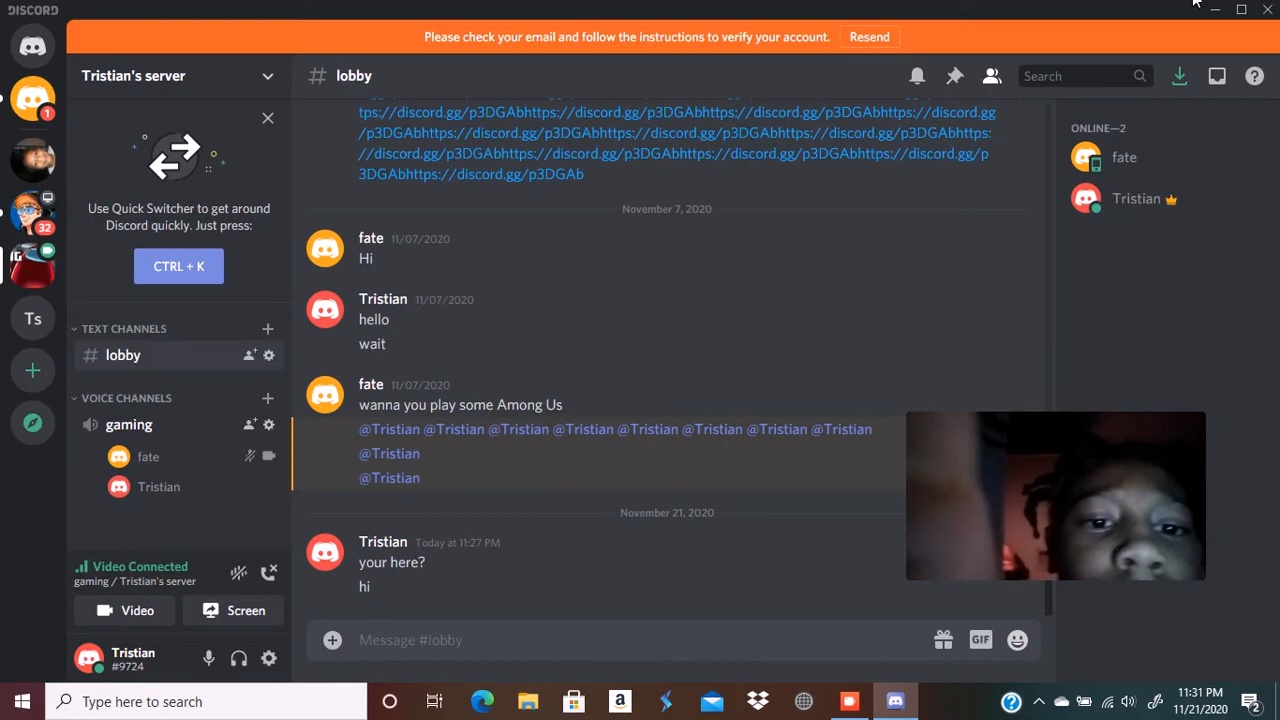 DISCORD
Please check your email and follow the instructions to verify your account. Resend
Tristian's server
# lobby
Search
1
32
Ts
Use Quick Switcher to get around
Discord quickly. Just press:
CTRL + K
TEXT CHANNELS
# lobby
VOICE CHANNELS
gaming
fate
Tristian
Video Connected
gaming / Tristian's server
Video
Screen
Tristian
#9724
tps://discord.gg/p3DGAbhttps://discord.gg/p3DGAbhttps://discord.gg/p3DGAbhttps://discord.gg
/p3DGAbhttps://discord.gg/p3DGAbhttps://discord.gg/p3DGAbhttps://discord.gg/p3DGAbhttps:
//discord.gg/p3DGAbhttps://discord.gg/p3DGAbhttps://discord.gg/p3DGAbhttps://discord.gg/p
3DGAbhttps://discord.gg/p3DGAb
November 7, 2020
fate 11/07/2020
Hi
Tristian 11/07/2020
hello
wait
fate 11/07/2020
wanna you play some Among Us
@Tristian @Tristian @Tristian @Tristian @Tristian @Tristian @Tristian @Tristian
@Tristian
@Tristian
November 21, 2020
Tristian Today at 11:27 PM
your here?
hi
Message #lobby
GIF
ONLINE—2
fate
Tristian
Type here to search
11:31 PM
11/21/2020
2